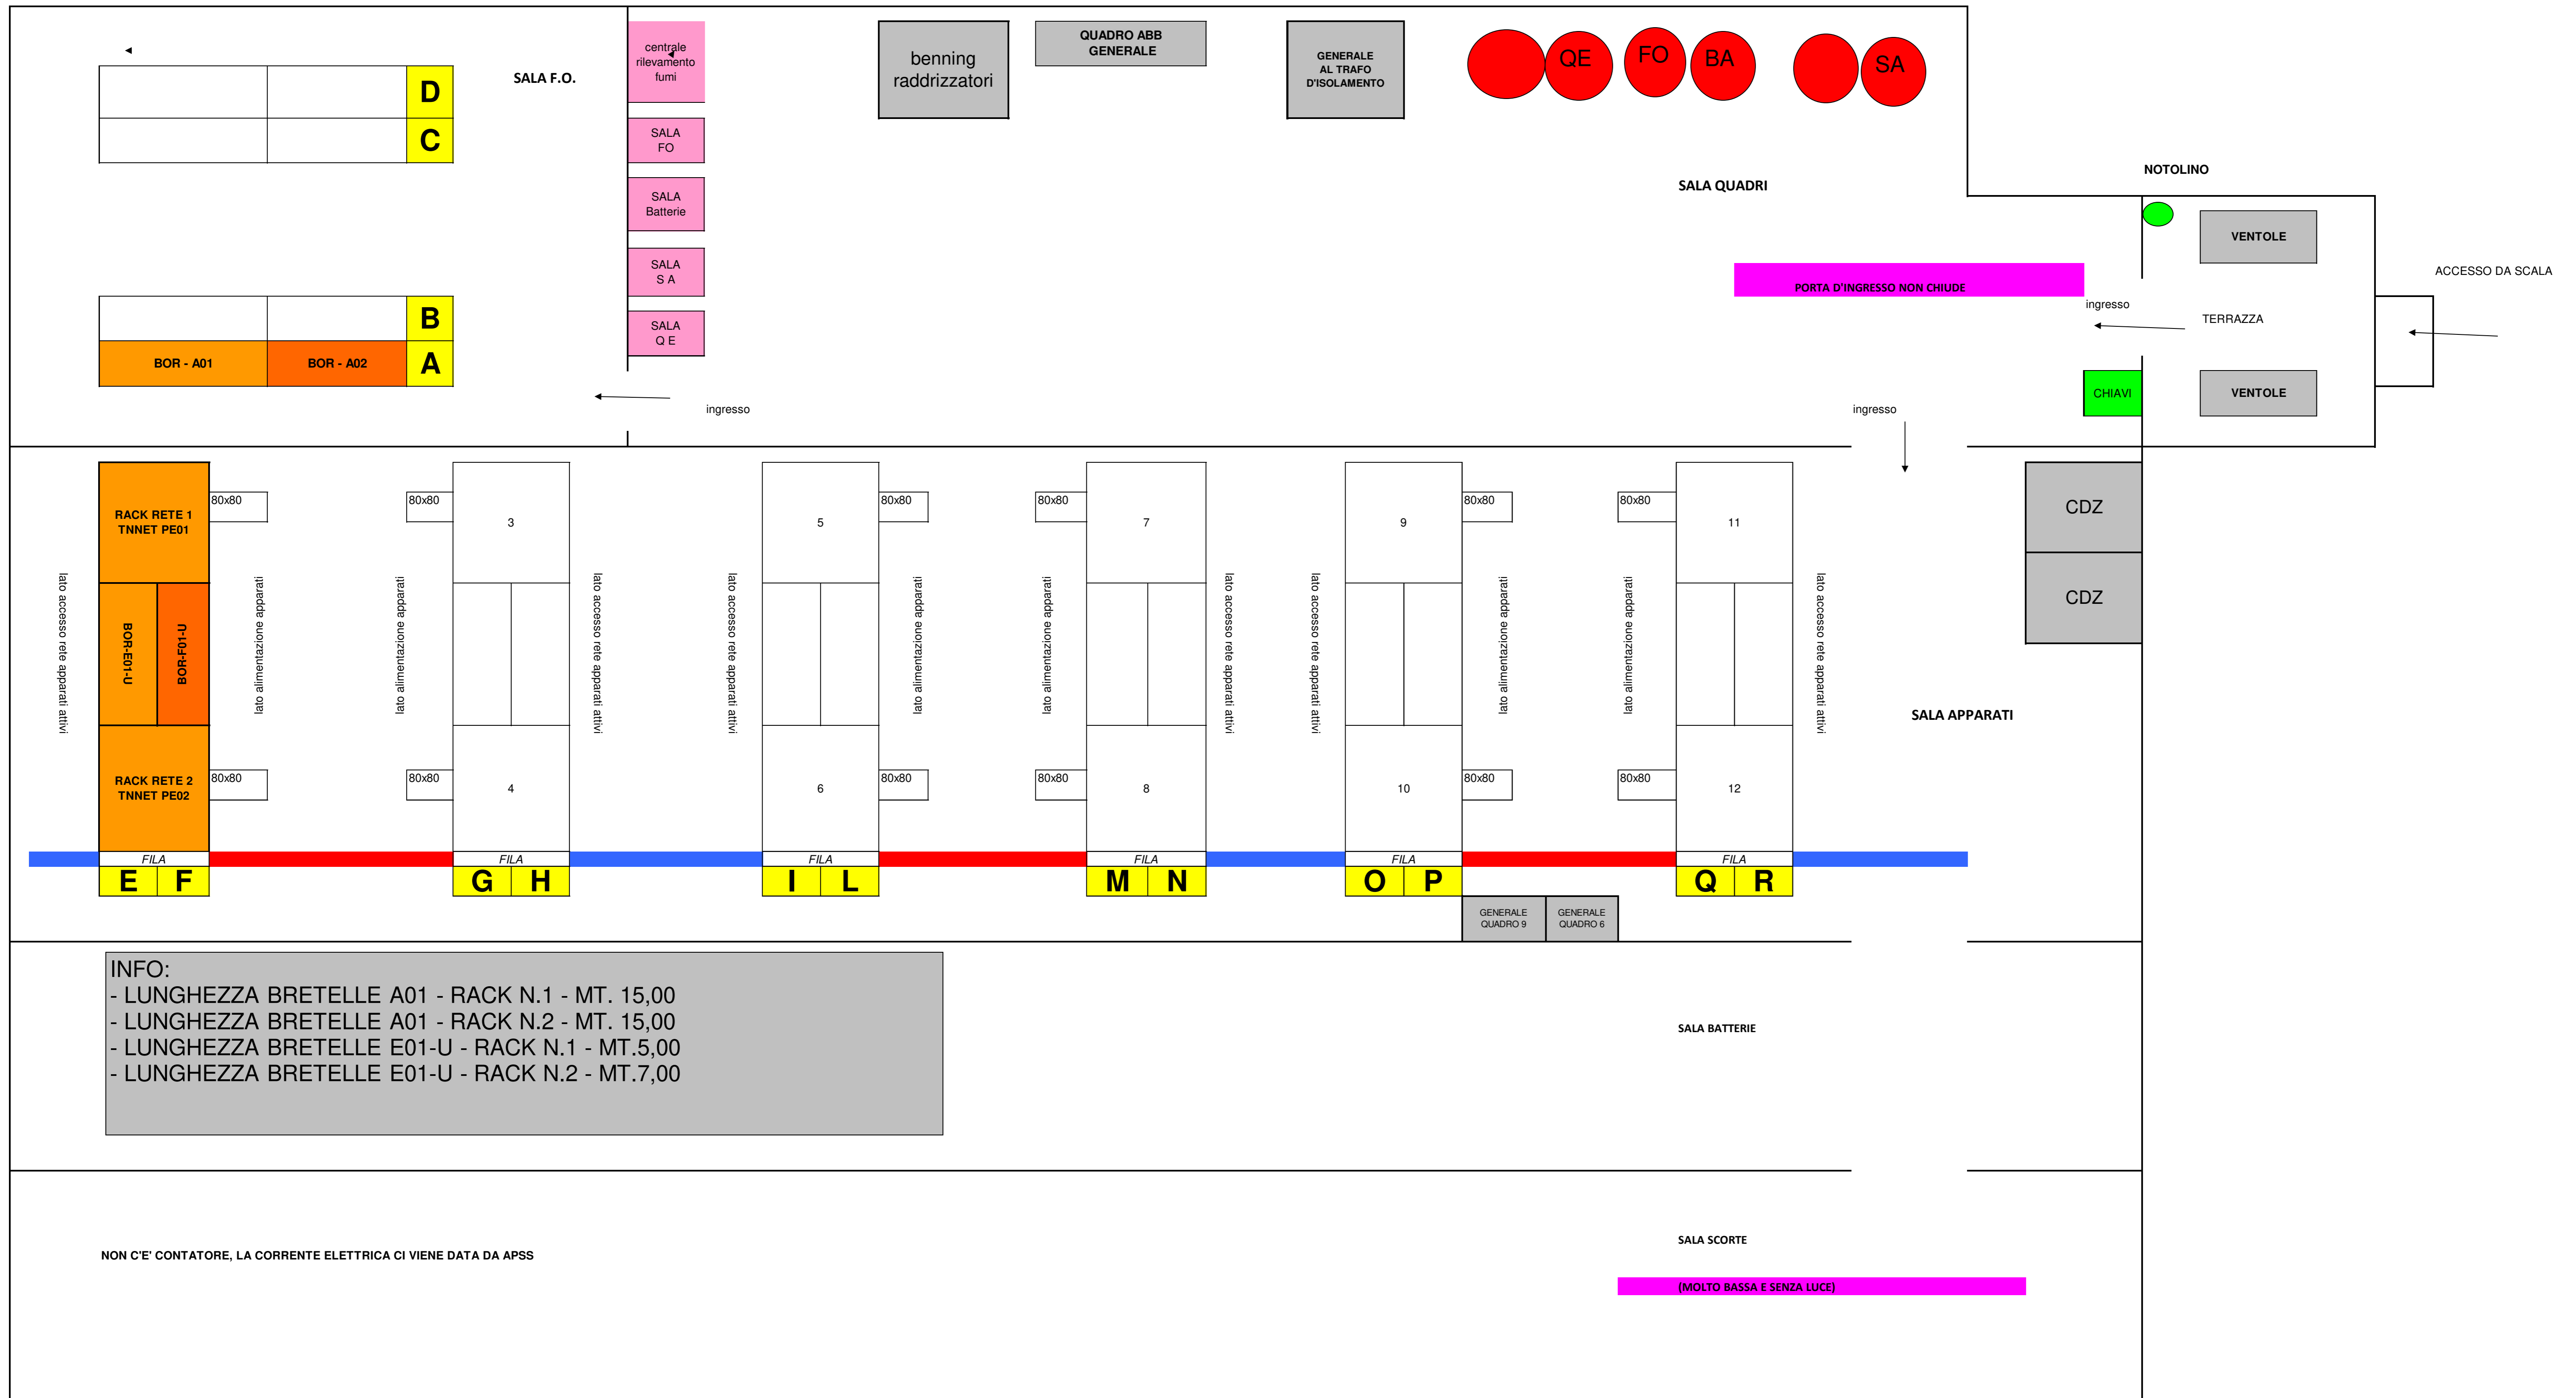 centrale
rilevamento
fumi
benning
raddrizzatori
QUADRO ABB
GENERALE
GENERALE
AL TRAFO
D'ISOLAMENTO
QE
FO
BA
SA
D
SALA F.O.
C
SALA
FO
NOTOLINO
SALA QUADRI
SALA
Batterie
VENTOLE
SALA
S A
ACCESSO DA SCALA
PORTA D'INGRESSO NON CHIUDE
ingresso
TERRAZZA
B
SALA
Q E
BOR - A01
BOR - A02
A
CHIAVI
VENTOLE
ingresso
ingresso
RACK RETE 1
TNNET PE01
80x80
80x80
3
5
80x80
80x80
7
9
80x80
80x80
11
CDZ
CDZ
lato accesso rete apparati attivi
BOR-E01-U
BOR-F01-U
lato alimentazione apparati
lato alimentazione apparati
lato accesso rete apparati attivi
lato accesso rete apparati attivi
lato alimentazione apparati
lato alimentazione apparati
lato accesso rete apparati attivi
lato accesso rete apparati attivi
lato alimentazione apparati
lato alimentazione apparati
lato accesso rete apparati attivi
SALA APPARATI
RACK RETE 2
TNNET PE02
80x80
80x80
4
6
80x80
80x80
8
10
80x80
80x80
12
FILA
FILA
FILA
FILA
FILA
FILA
E F
G H
I L
M N
O P
Q R
GENERALE
QUADRO 9
GENERALE
QUADRO 6
INFO:
- LUNGHEZZA BRETELLE A01 - RACK N.1 - MT. 15,00
- LUNGHEZZA BRETELLE A01 - RACK N.2 - MT. 15,00
- LUNGHEZZA BRETELLE E01-U - RACK N.1 - MT.5,00
- LUNGHEZZA BRETELLE E01-U - RACK N.2 - MT.7,00
SALA BATTERIE
SALA SCORTE
NON C'E' CONTATORE, LA CORRENTE ELETTRICA CI VIENE DATA DA APSS
(MOLTO BASSA E SENZA LUCE)